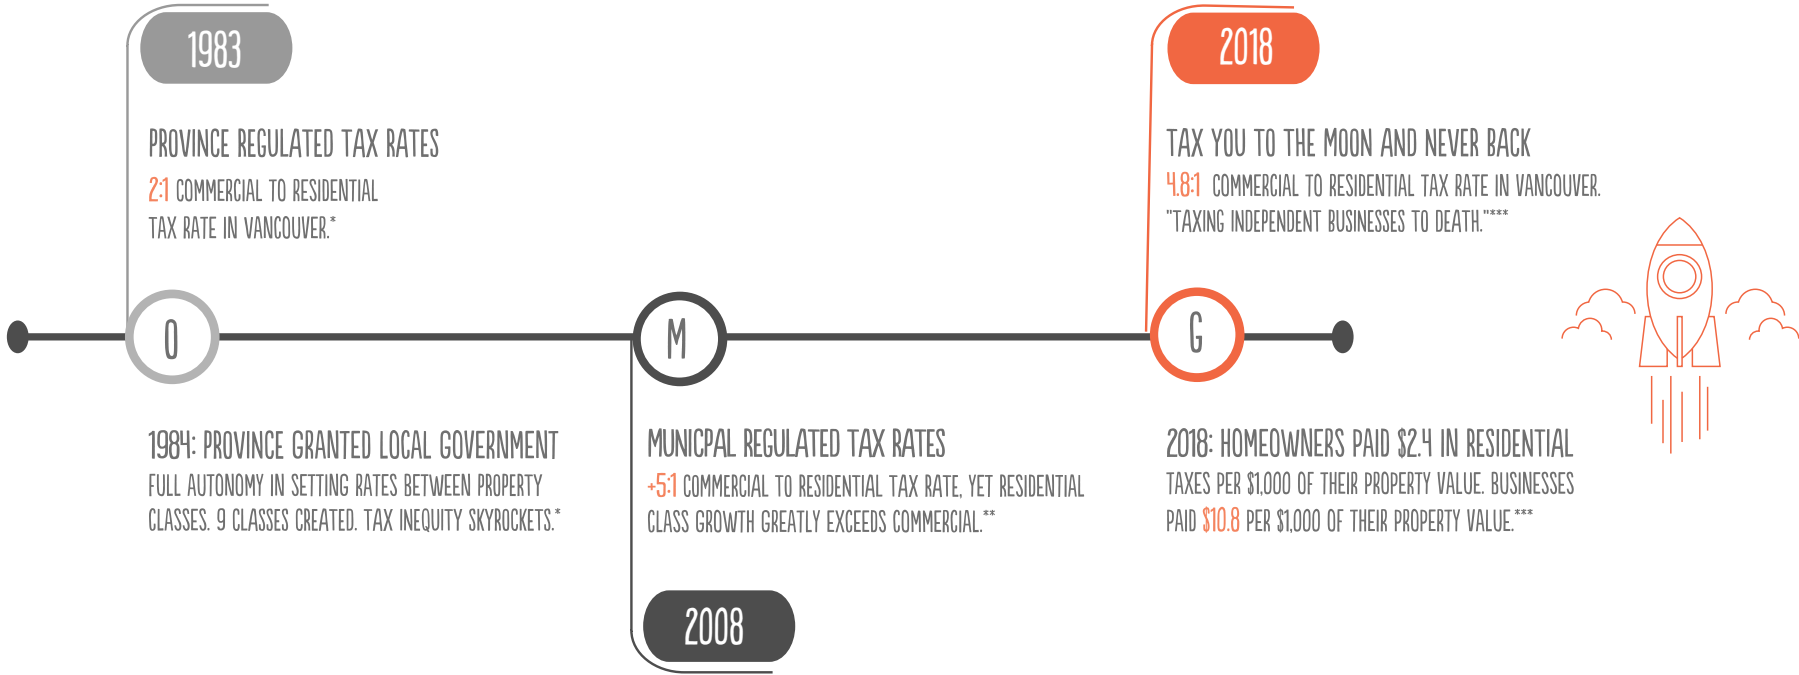 1983
PROVINCE REGULATED TAX RATES
2:1 COMMERCIAL TO RESIDENTIAL
TAX RATE IN VANCOUVER.*
O
1984: PROVINCE GRANTED LOCAL GOVERNMENT
FULL AUTONOMY IN SETTING RATES BETWEEN PROPERTY
CLASSES. 9 CLASSES CREATED. TAX INEQUITY SKYROCKETS.*
M
MUNICPAL REGULATED TAX RATES
+5:1 COMMERCIAL TO RESIDENTIAL TAX RATE, YET RESIDENTIAL
CLASS GROWTH GREATLY EXCEEDS COMMERCIAL.**
2008
2018
TAX YOU TO THE MOON AND NEVER BACK
4.8:1 COMMERCIAL TO RESIDENTIAL TAX RATE IN VANCOUVER.
"TAXING INDEPENDENT BUSINESSES TO DEATH."***
G
2018: HOMEOWNERS PAID $2.4 IN RESIDENTIAL
TAXES PER $1,000 OF THEIR PROPERTY VALUE. BUSINESSES
PAID $10.8 PER $1,000 OF THEIR PROPERTY VALUE.***